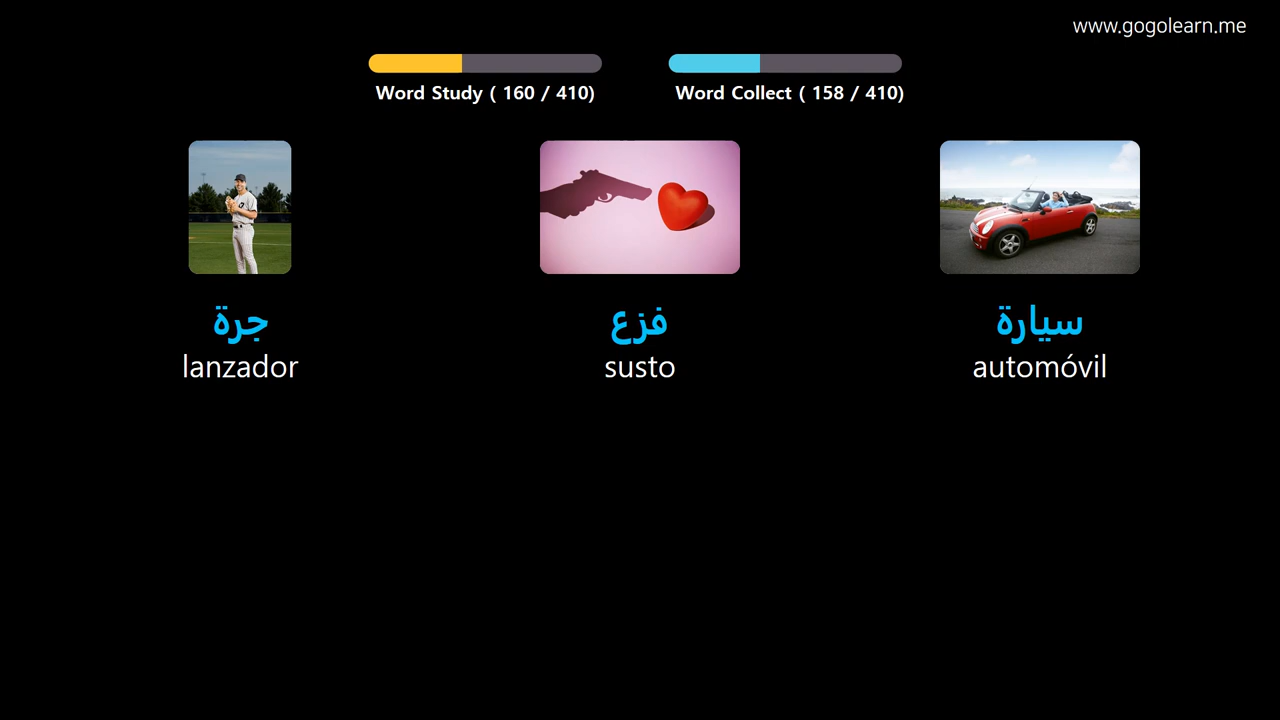 www.gogolearn.me
Word Study ( 160 / 410)
Word Collect ( 158 / 410)
جرة
lanzador
فزع
susto
سيارة
automóvil